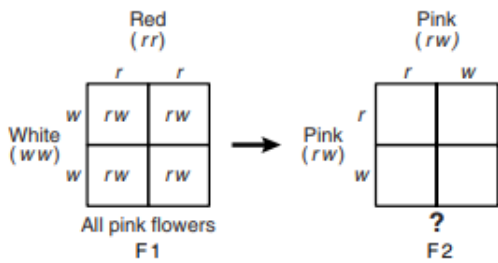 Red
(rr)
r r
w rw rw
White
(ww)
w rw rw
All pink flowers
F1
Pink
(rw)
r w
r
Pink
(rw)
w
?
F2